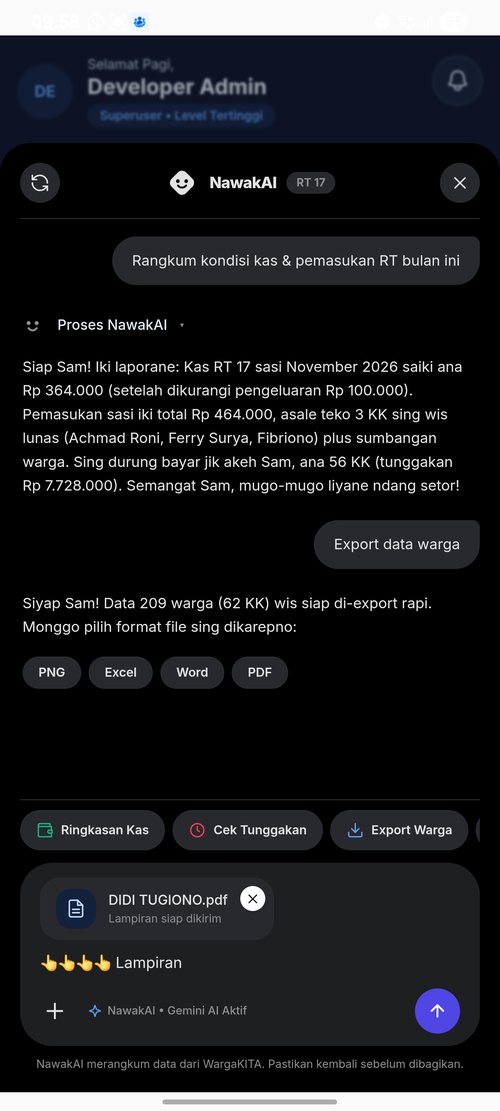 09.58
Selamat Pagi,
DE
Developer Admin
Superuser • Level Tertinggi
NawakAI RT 17
Rangkum kondisi kas & pemasukan RT bulan ini
Proses NawakAI
Siap Sam! Iki laporane: Kas RT 17 sasi November 2026 saiki ana
Rp 364.000 (setelah dikurangi pengeluaran Rp 100.000).
Pemasukan sasi iki total Rp 464.000, asale teko 3 KK sing wis
lunas (Achmad Roni, Ferry Surya, Fibriono) plus sumbangan
warga. Sing durung bayar jik akeh Sam, ana 56 KK (tunggakan
Rp 7.728.000). Semangat Sam, mugo-mugo liyane ndang setor!
Export data warga
Siyap Sam! Data 209 warga (62 KK) wis siap di-export rapi.
Monggo pilih format file sing dikarepno:
PNG Excel Word PDF
Ringkasan Kas Cek Tunggakan Export Warga
DIDI TUGIONO.pdf
Lampiran siap dikirim
👆👆👆👆 Lampiran
NawakAI • Gemini AI Aktif
NawakAI merangkum data dari WargaKITA. Pastikan kembali sebelum dibagikan.